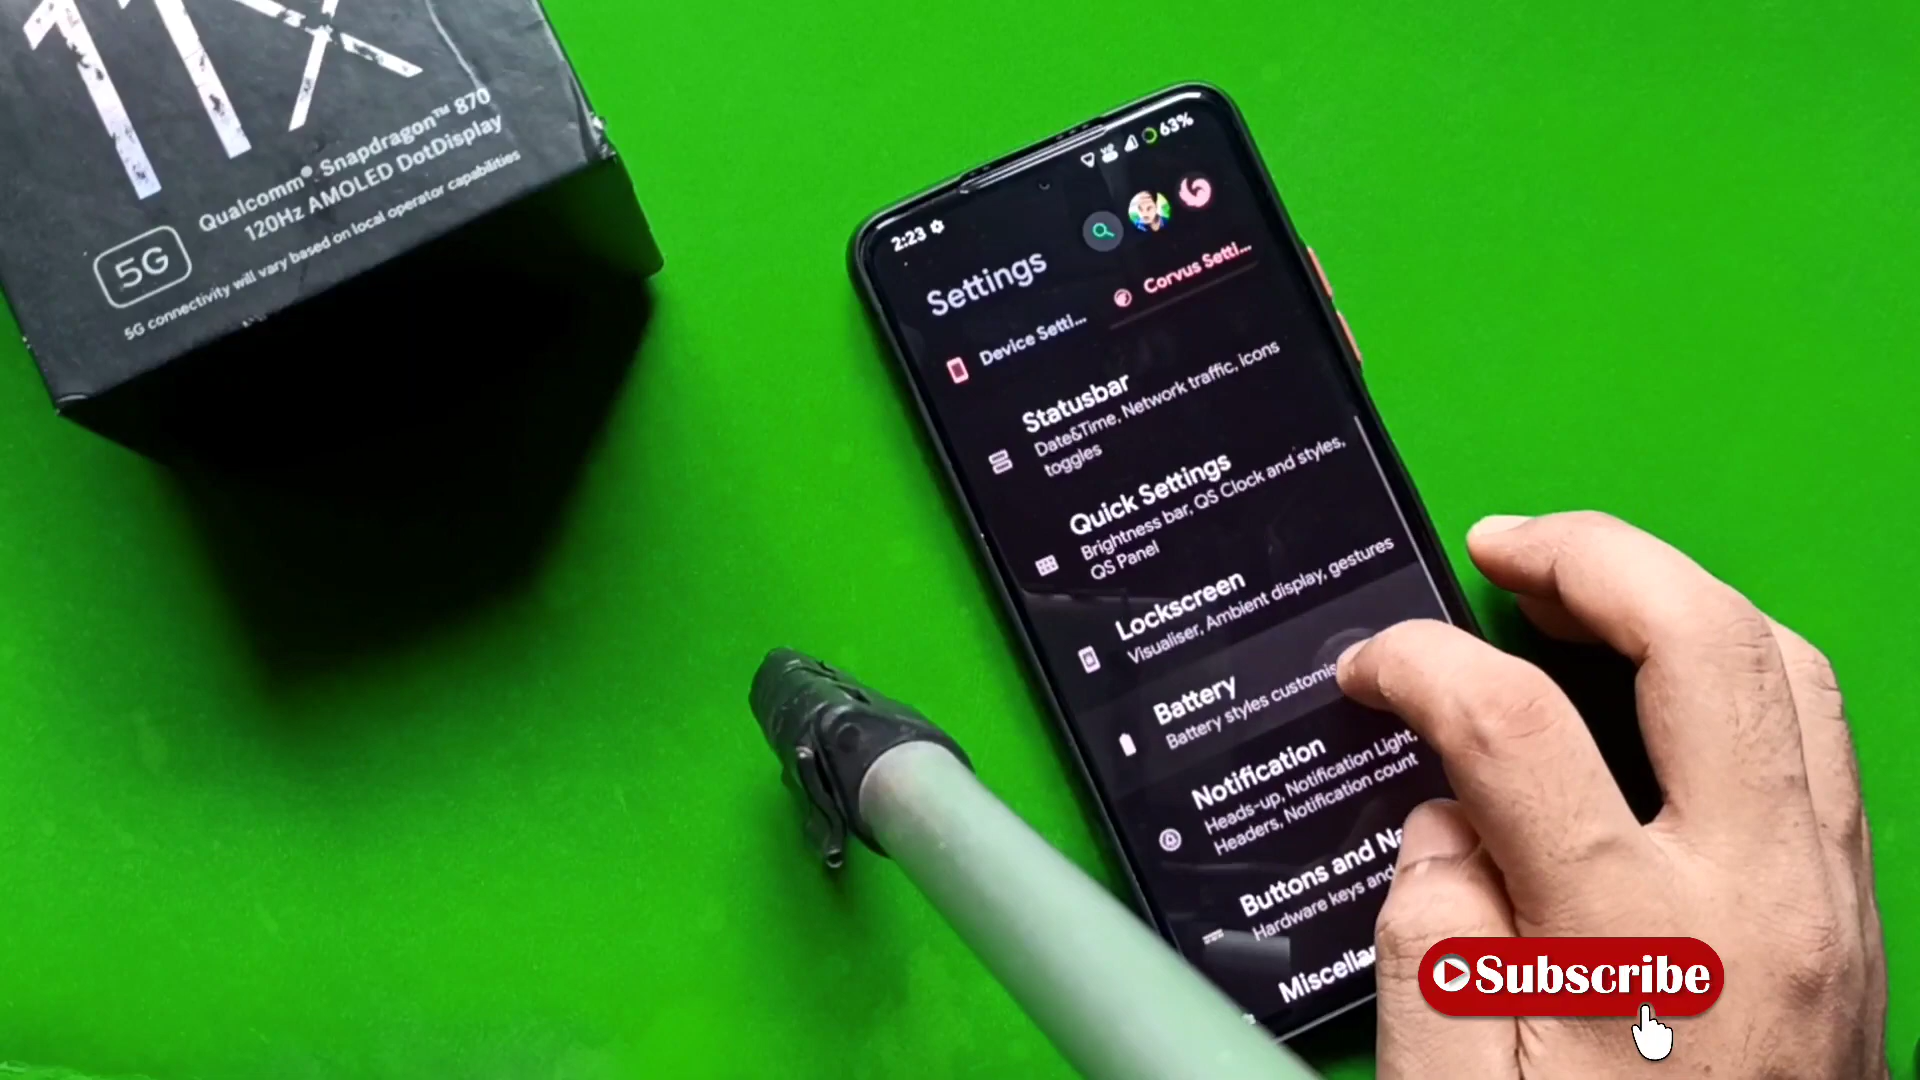 11X
Qualcomm® Snapdragon™ 870
120Hz AMOLED DotDisplay
5G
5G connectivity will vary based on local operator capabilities
2:23
63%
Settings
Device Setti...
Corvus Setti...
Statusbar
Date&Time, Network traffic, icons
toggles
Quick Settings
Brightness bar, QS Clock and styles,
QS Panel
Lockscreen
Visualiser, Ambient display, gestures
Battery
Battery styles customis
Notification
Heads-up, Notification Light,
Headers, Notification count
Buttons and Na
Hardware keys and
Miscella
Subscribe